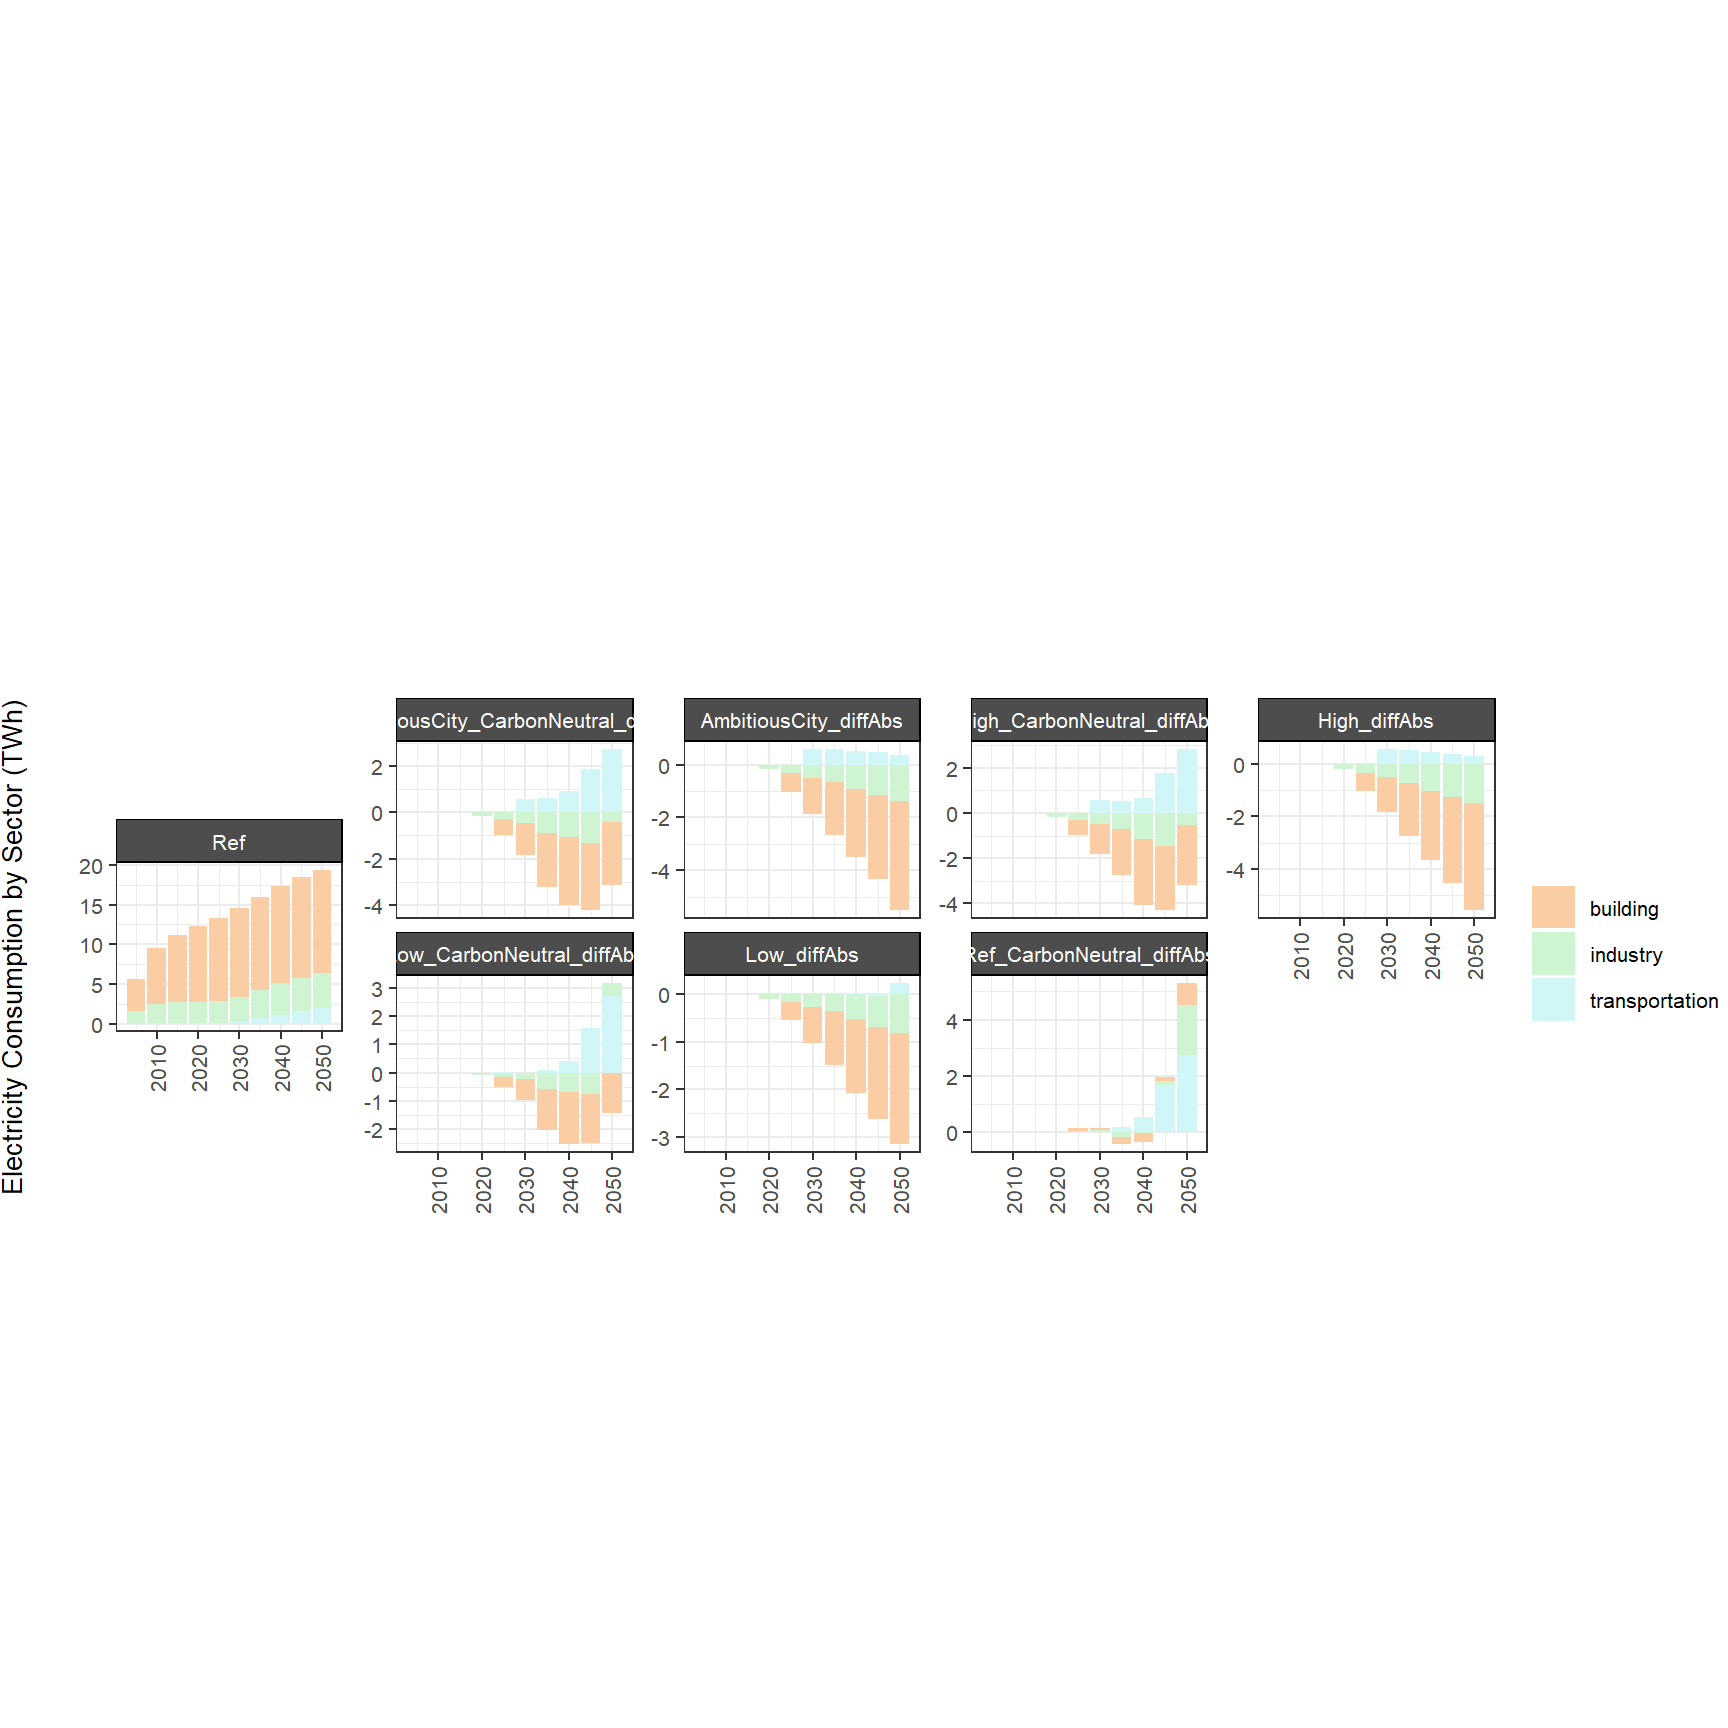 Electricity Consumption by Sector (TWh)
Ref
20
15
10
5
0
2010 2020 2030 2040 2050
ousCity_CarbonNeutral_d
2
0
-2
-4
AmbitiousCity_diffAbs
0
-2
-4
igh_CarbonNeutral_diffAb
2
0
-2
-4
High_diffAbs
0
-2
-4
2010 2020 2030 2040 2050
ow_CarbonNeutral_diffAb
3
2
1
0
-1
-2
2010 2020 2030 2040 2050
Low_diffAbs
0
-1
-2
-3
2010 2020 2030 2040 2050
Ref_CarbonNeutral_diffAbs
4
2
0
2010 2020 2030 2040 2050
building
industry
transportation